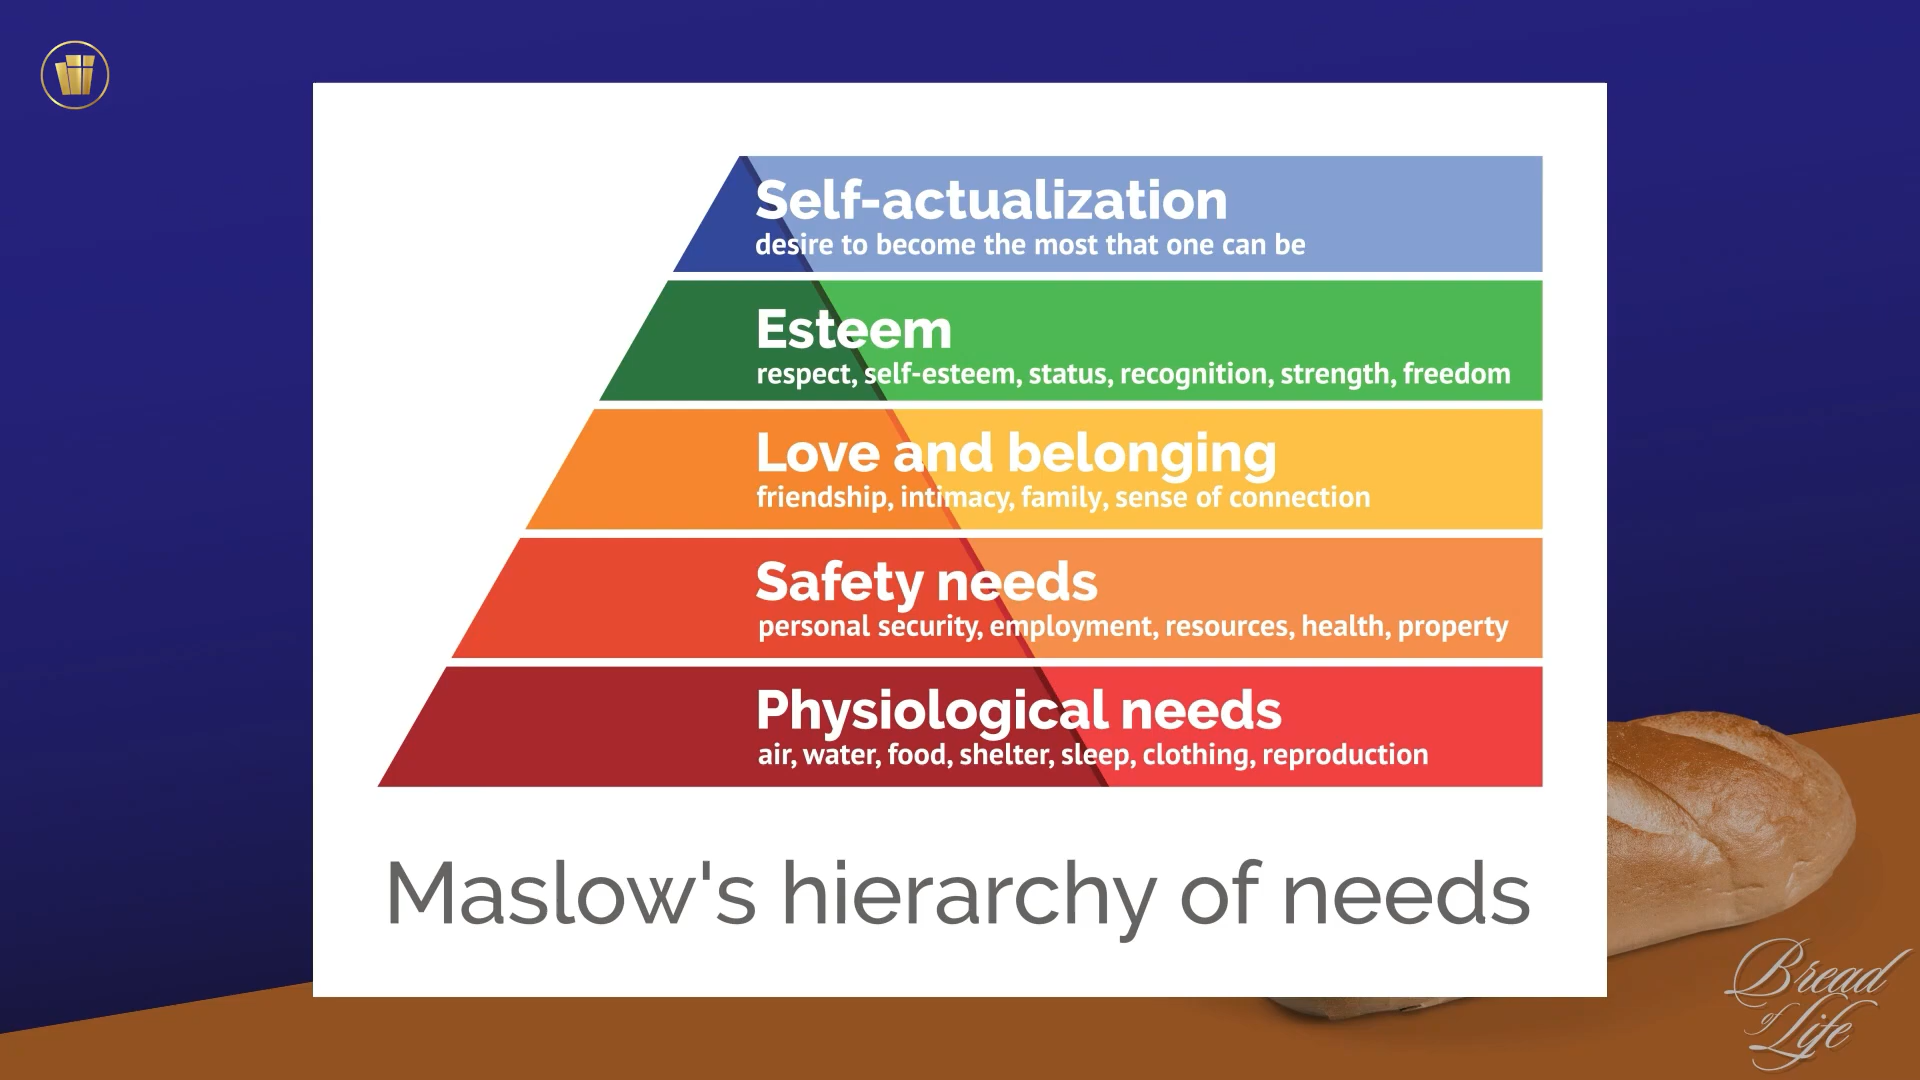 Self-actualization
desire to become the most that one can be
Esteem
respect, self-esteem, status, recognition, strength, freedom
Love and belonging
friendship, intimacy, family, sense of connection
Safety needs
personal security, employment, resources, health, property
Physiological needs
air, water, food, shelter, sleep, clothing, reproduction
Maslow's hierarchy of needs
Bread
of
Life